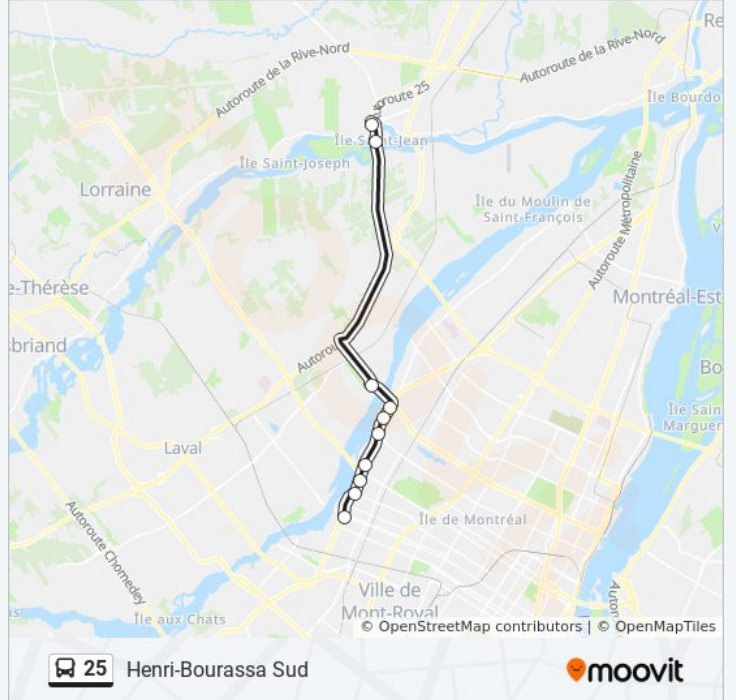 Re
Autoroute de la Rive-Nord
Autoroute de la Rive-Nord
Autoroute 25
Île Bourdo
Île Saint-Jean
Île Saint-Joseph
Lorraine
Île du Moulin de
Saint-François
Autoroute Métropolitaine
V
e-Thérèse
Montréal-Est
sbriand
Autorou
Bo
Île Sain
Marguer
Laval
Autoroute Chomedey
Île de Montréal
Ville de
Mont-Royal
Auton
as
Île aux Chats
© OpenStreetMap contributors | © OpenMapTiles
25 Henri-Bourassa Sud
moovit